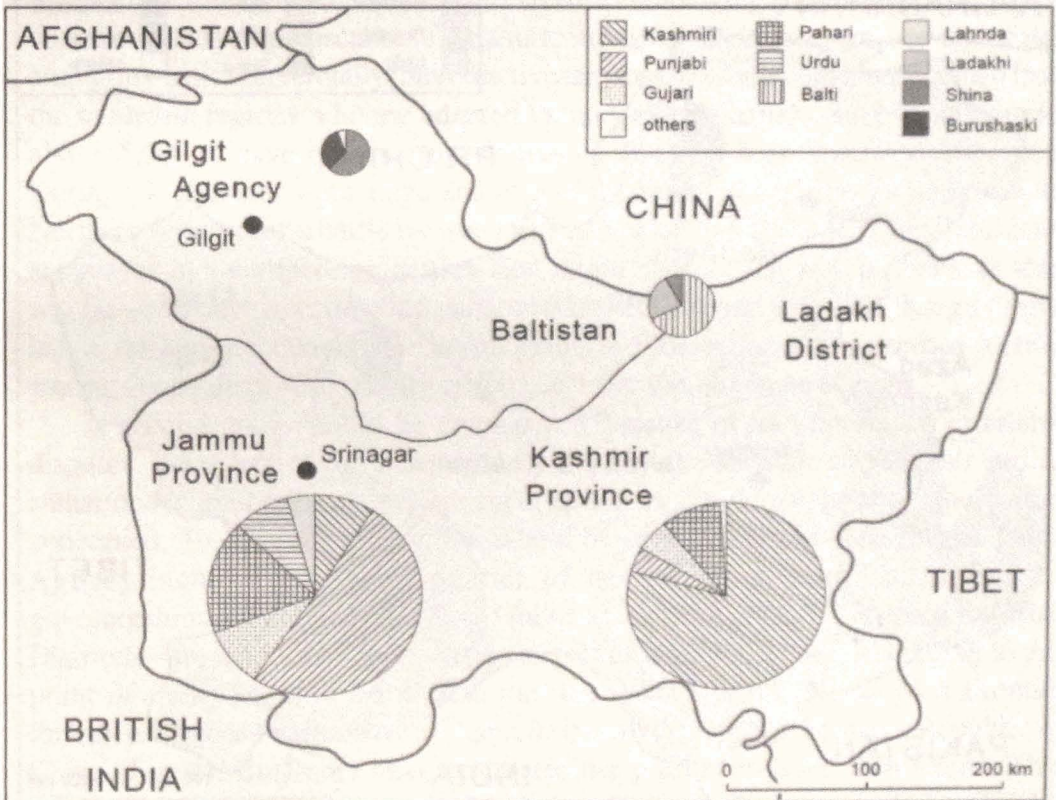 AFGHANISTAN
Kashmiri
Punjabi
Gujari
others
Pahari
Urdu
Balti
Lahnda
Ladakhi
Shina
Burushaski
Gilgit
Agency
Gilgit
CHINA
Baltistan
Ladakh
District
Jammu
Province
Srinagar
Kashmir
Province
TIBET
BRITISH
INDIA
0 100 200 km